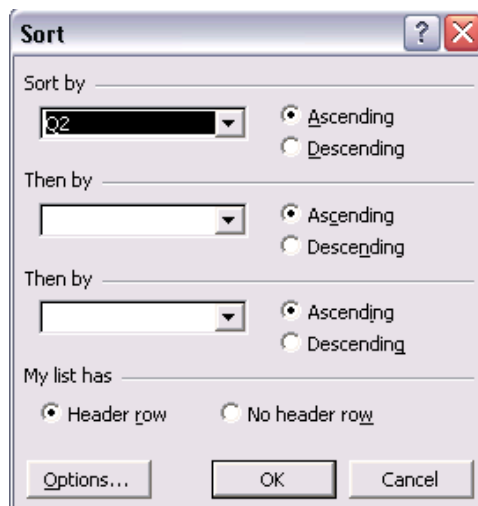 Sort
Sort by
Q2
Ascending
Descending
Then by
Ascending
Descending
Then by
Ascending
Descending
My list has
Header row
No header row
Options...
OK
Cancel